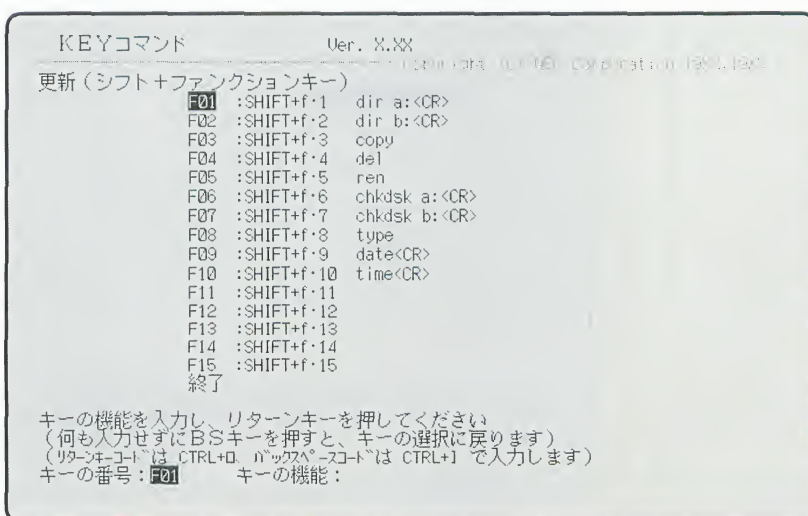 KEYコマンド Ver. X.XX
更新(シフト+ファンクションキー)
F01 :SHIFT+f・1 dir a:<CR>
F02 :SHIFT+f・2 dir b:<CR>
F03 :SHIFT+f・3 copy
F04 :SHIFT+f・4 del
F05 :SHIFT+f・5 ren
F06 :SHIFT+f・6 chkdsk a:<CR>
F07 :SHIFT+f・7 chkdsk b:<CR>
F08 :SHIFT+f・8 type
F09 :SHIFT+f・9 date<CR>
F10 :SHIFT+f・10 time<CR>
F11 :SHIFT+f・11
F12 :SHIFT+f・12
F13 :SHIFT+f・13
F14 :SHIFT+f・14
F15 :SHIFT+f・15
終了
キーの機能を入力し、リターンキーを押してください
(何も入力せずにBSキーを押すと、キーの選択に戻ります)
(リターンキーコードは CTRL+ロ、バックスペースコードは CTRL+] で入力します)
キーの番号:F01 キーの機能: